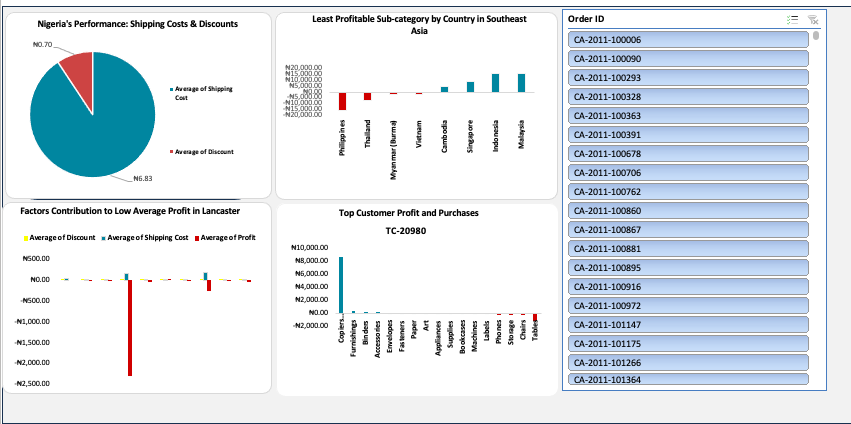 Nigeria's Performance: Shipping Costs & Discounts
₦0.70
Average of Shipping
Cost
Average of Discount
₦6.83
Least Profitable Sub-category by Country in Southeast
Asia
₦20,000.00
₦15,000.00
₦10,000.00
₦5,000.00
₦0.00
-₦5,000.00
-₦10,000.00
-₦15,000.00
-₦20,000.00
Philippines
Thailand
Myanmar (Burma)
Vietnam
Cambodia
Singapore
Indonesia
Malaysia
Factors Contribution to Low Average Profit in Lancaster
Average of Discount
Average of Shipping Cost
Average of Profit
₦500.00
₦0.00
-₦500.00
-₦1,000.00
-₦1,500.00
-₦2,000.00
-₦2,500.00
Top Customer Profit and Purchases
TC-20980
₦10,000.00
₦8,000.00
₦6,000.00
₦4,000.00
₦2,000.00
₦0.00
-₦2,000.00
Copiers
Furnishings
Binders
Accessories
Envelopes
Fasteners
Paper
Art
Appliances
Supplies
Bookcases
Machines
Labels
Phones
Storage
Chairs
Tables
Order ID
CA-2011-100006
CA-2011-100090
CA-2011-100293
CA-2011-100328
CA-2011-100363
CA-2011-100391
CA-2011-100678
CA-2011-100706
CA-2011-100762
CA-2011-100860
CA-2011-100867
CA-2011-100881
CA-2011-100895
CA-2011-100916
CA-2011-100972
CA-2011-101147
CA-2011-101175
CA-2011-101266
CA-2011-101364